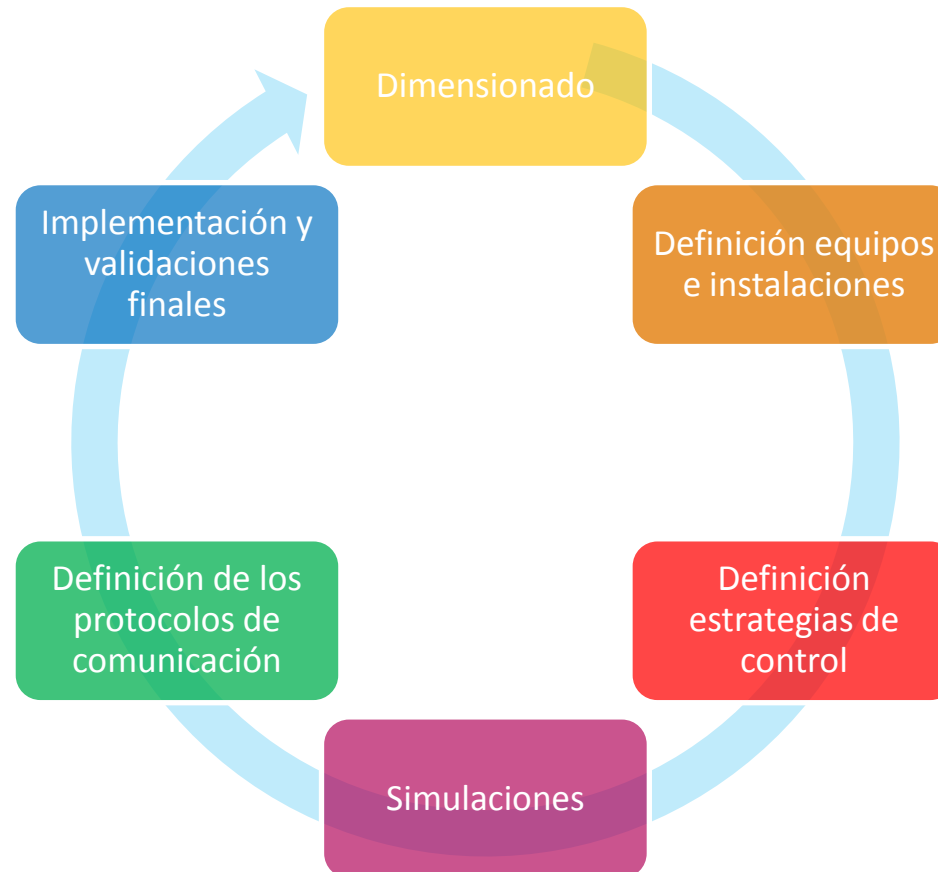 Dimensionado
Definición equipos
e instalaciones
Definición
estrategias de
control
Simulaciones
Definición de los
protocolos de
comunicación
Implementación y
validaciones
finales